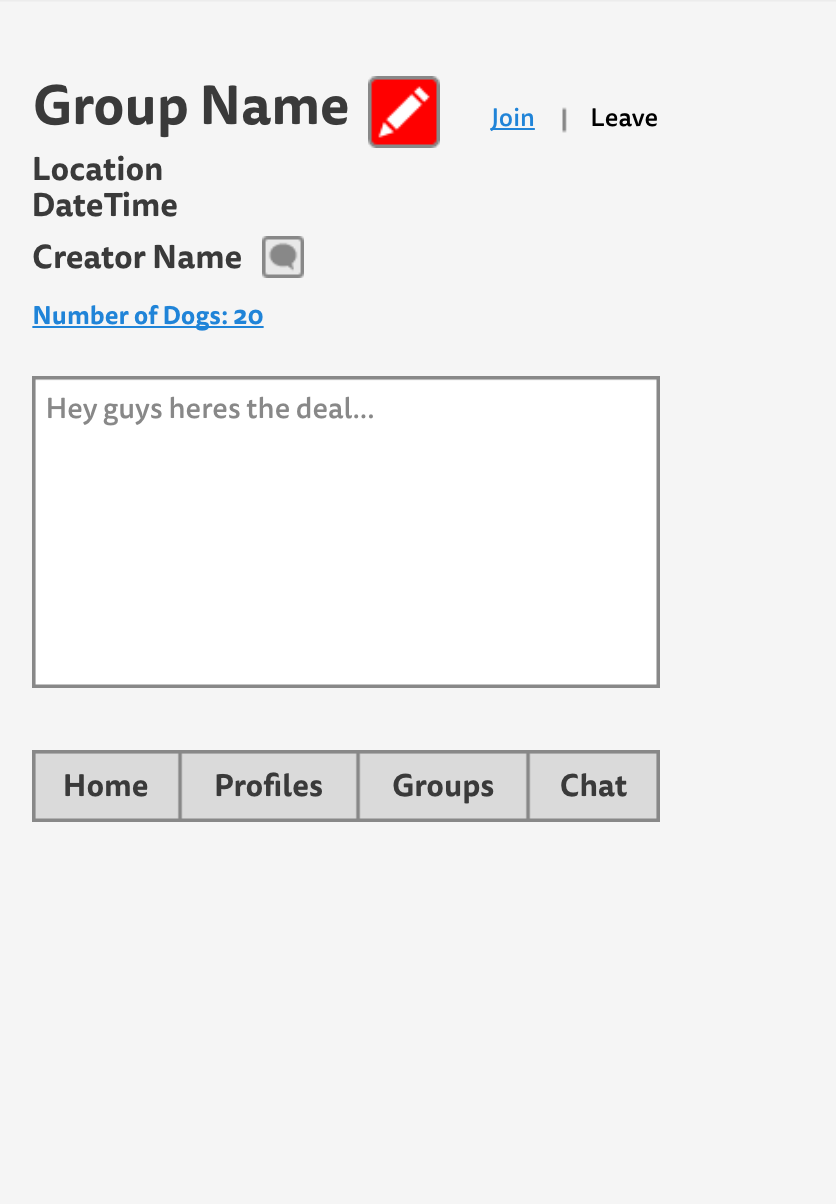 Group Name
Join | Leave
Location
DateTime
Creator Name
Number of Dogs: 20
Hey guys heres the deal...
Home Profiles Groups Chat